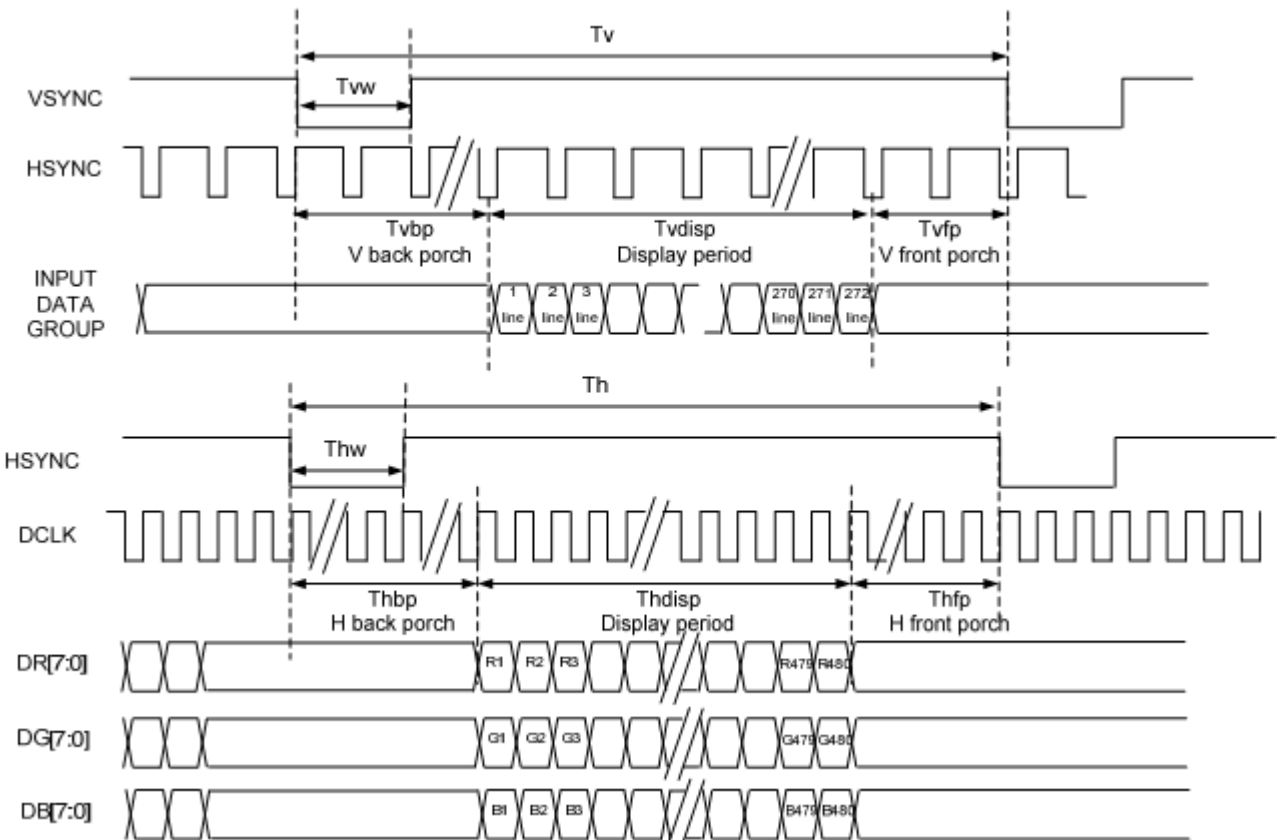 Tv
VSYNC
Tvw
HSYNC
Tvbp
V back porch
Tvdisp
Display period
Tvfp
V front porch
INPUT
DATA
GROUP
1 line
2 line
3 line
270 line
271 line
272 line
Th
HSYNC
Thw
DCLK
Thbp
H back porch
Thdisp
Display period
Thfp
H front porch
DR[7:0]
R1 R2 R3 R479 R480
DG[7:0]
G1 G2 G3 G479 G480
DB[7:0]
B1 B2 B3 B479 B480